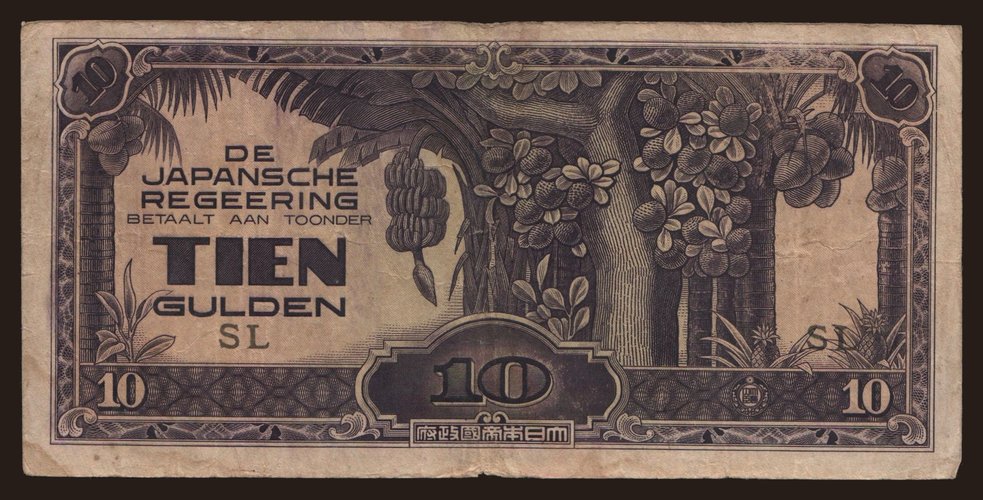 10
10
DE
JAPANSCHE
REGEERING
BETAALT AAN TOONDER
TIEN
GULDEN
SL
SL
10
10
10
府政國帝本日大